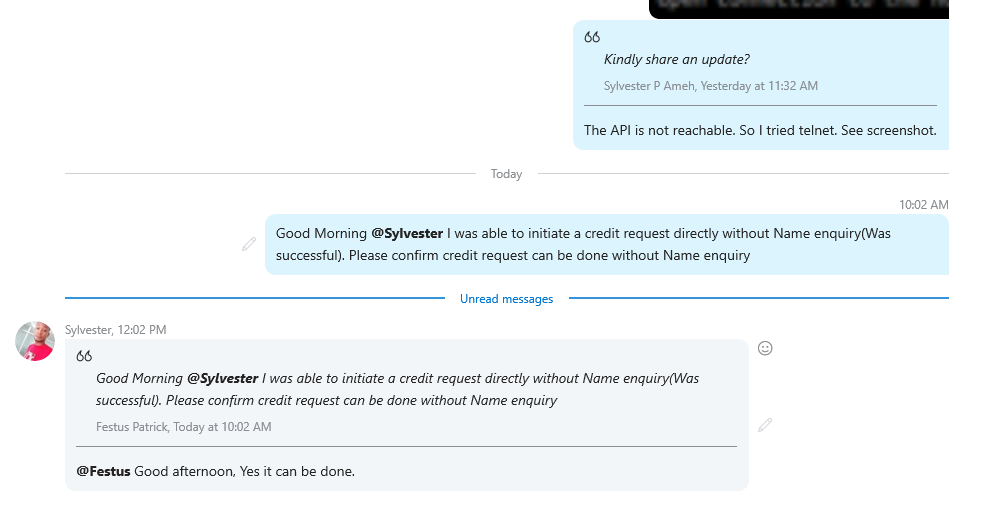 Open connection to the
Kindly share an update?
Sylvester P Ameh, Yesterday at 11:32 AM
The API is not reachable. So I tried telnet. See screenshot.
Today
10:02 AM
Good Morning @Sylvester I was able to initiate a credit request directly without Name enquiry(Was
successful). Please confirm credit request can be done without Name enquiry
Unread messages
Sylvester, 12:02 PM
Good Morning @Sylvester I was able to initiate a credit request directly without Name enquiry(Was
successful). Please confirm credit request can be done without Name enquiry
Festus Patrick, Today at 10:02 AM
@Festus Good afternoon, Yes it can be done.